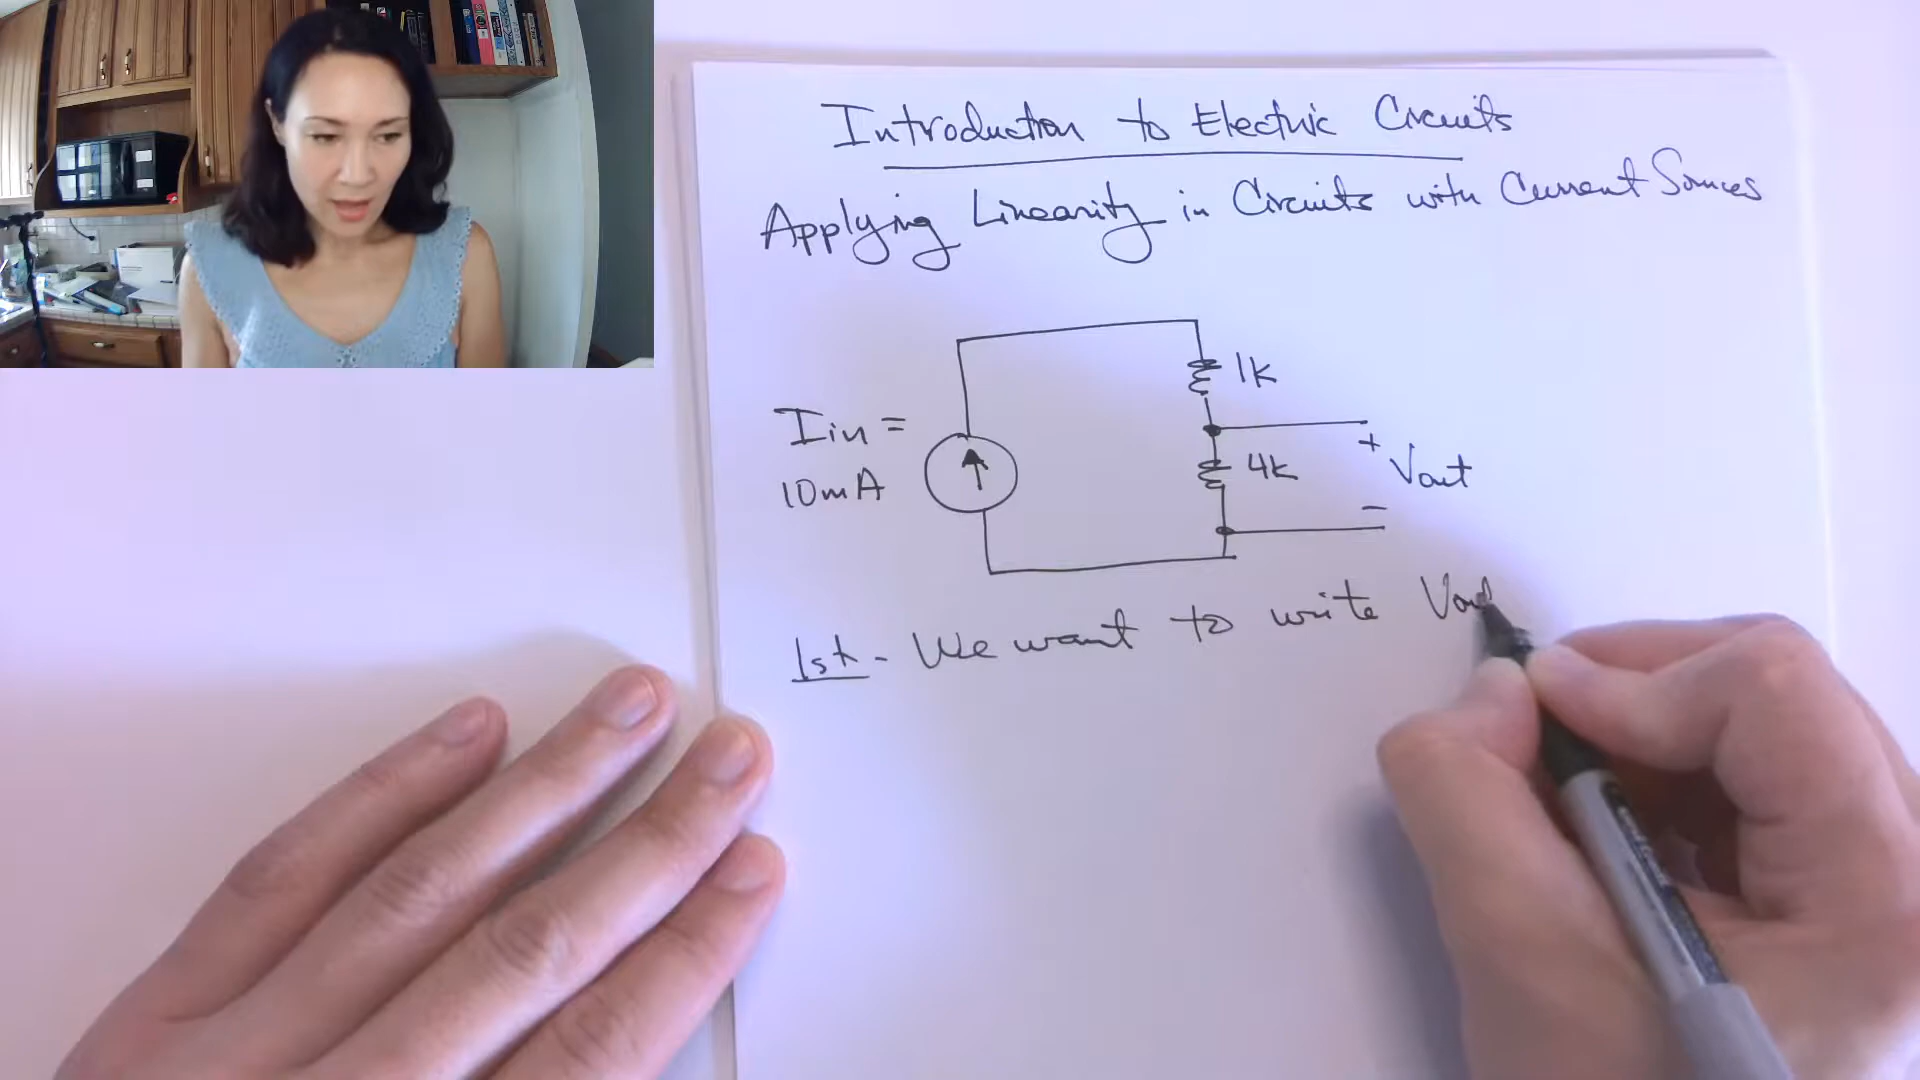 Introduction to Electric Circuits
Applying Linearity in Circuits with Current Sources
1k
Iin =
+
4k
Vout
10mA
−
1st - We want to write Vout